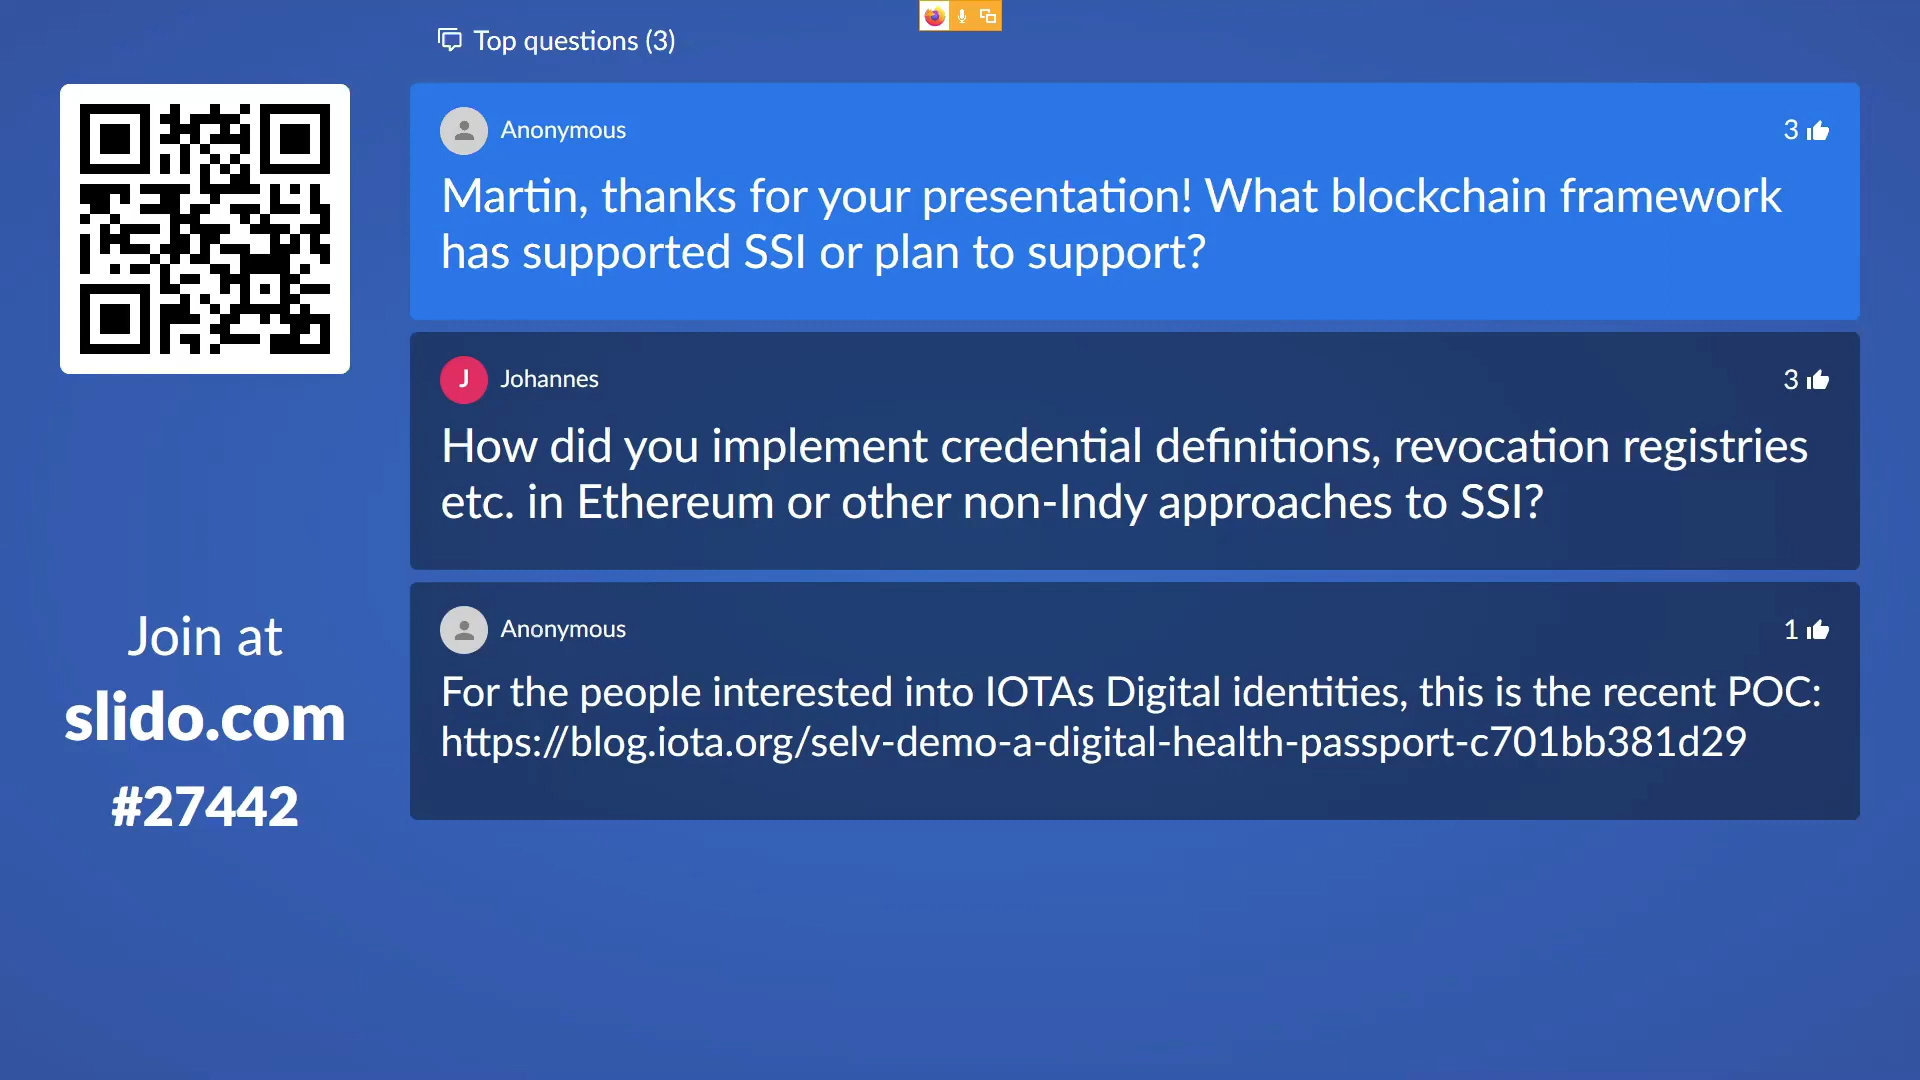 Top questions (3)
Anonymous
3
Martin, thanks for your presentation! What blockchain framework
has supported SSI or plan to support?
J
Johannes
3
How did you implement credential definitions, revocation registries
etc. in Ethereum or other non-Indy approaches to SSI?
Anonymous
1
For the people interested into IOTAs Digital identities, this is the recent POC:
https://blog.iota.org/selv-demo-a-digital-health-passport-c701bb381d29
Join at
slido.com
#27442